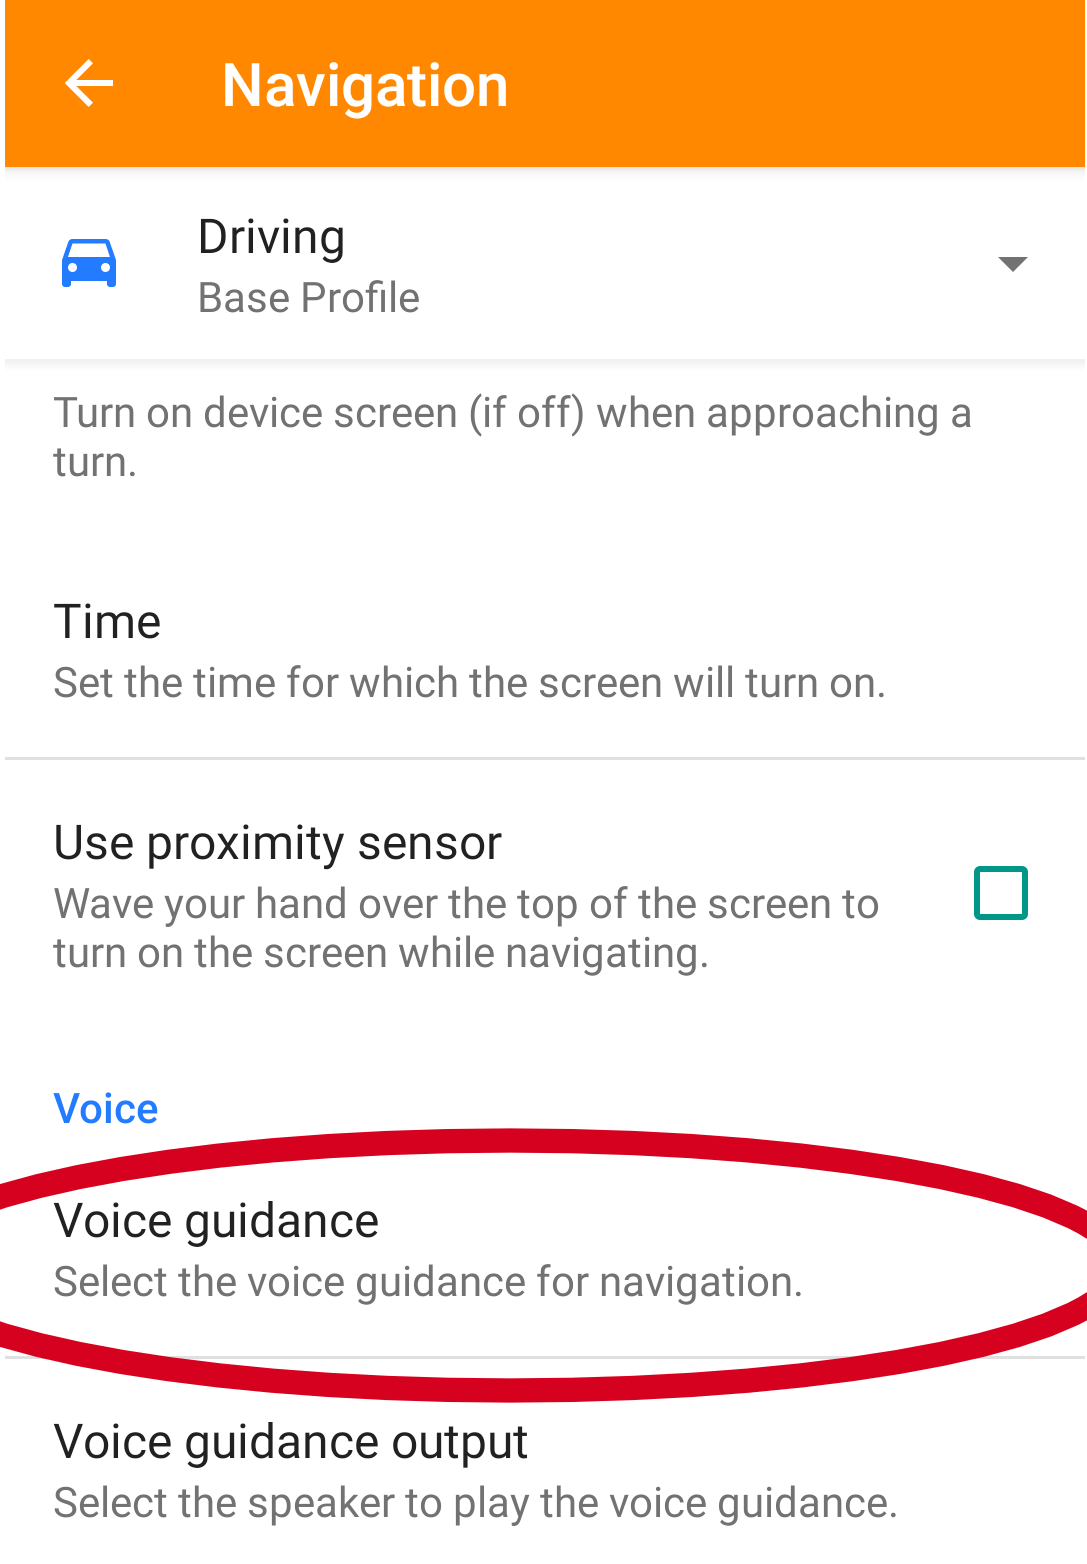 Navigation
Driving
Base Profile
Turn on device screen (if off) when approaching a
turn.
Time
Set the time for which the screen will turn on.
Use proximity sensor
Wave your hand over the top of the screen to
turn on the screen while navigating.
Voice
Voice guidance
Select the voice guidance for navigation.
Voice guidance output
Select the speaker to play the voice guidance.